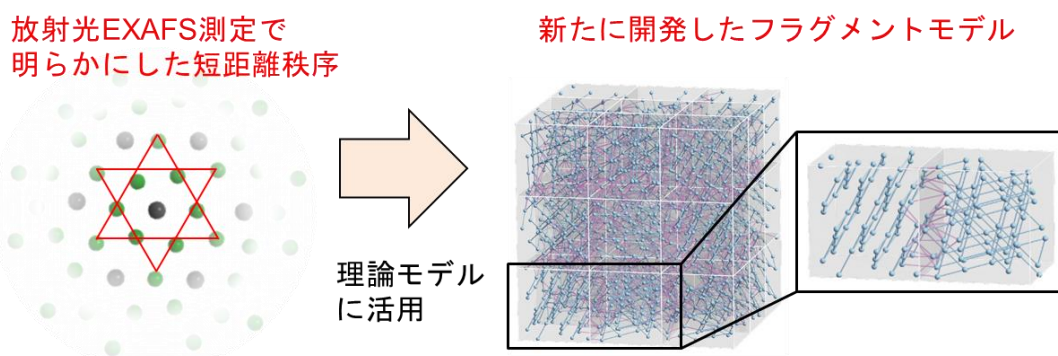 放射光EXAFS測定で
明らかにした短距離秩序
新たに開発したフラグメントモデル
理論モデル
に活用